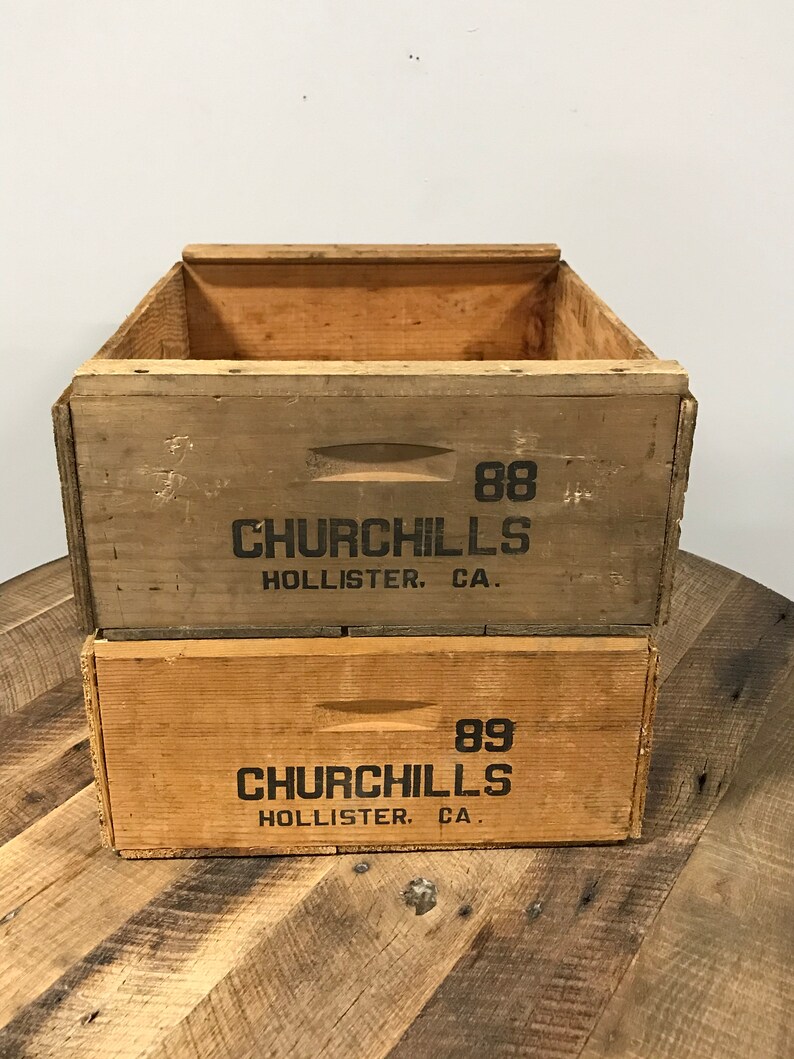 88
CHURCHILLS
HOLLISTER, CA.
89
CHURCHILLS
HOLLISTER, CA.